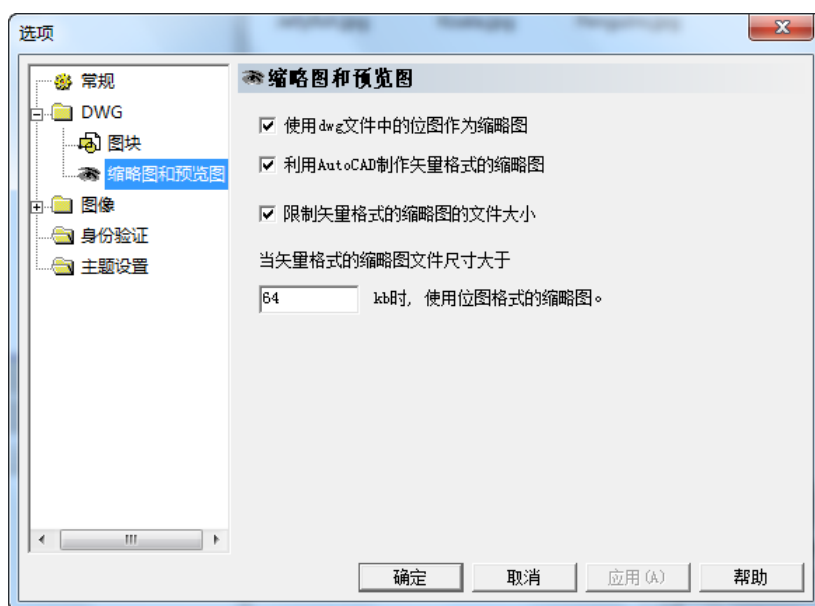 选项
常规
DWG
图块
缩略图和预览图
图像
身份验证
主题设置
缩略图和预览图
使用dwg文件中的位图作为缩略图
利用AutoCAD制作矢量格式的缩略图
限制矢量格式的缩略图的文件大小
当矢量格式的缩略图文件尺寸大于
64 kb时，使用位图格式的缩略图。
确定 取消 应用(A) 帮助